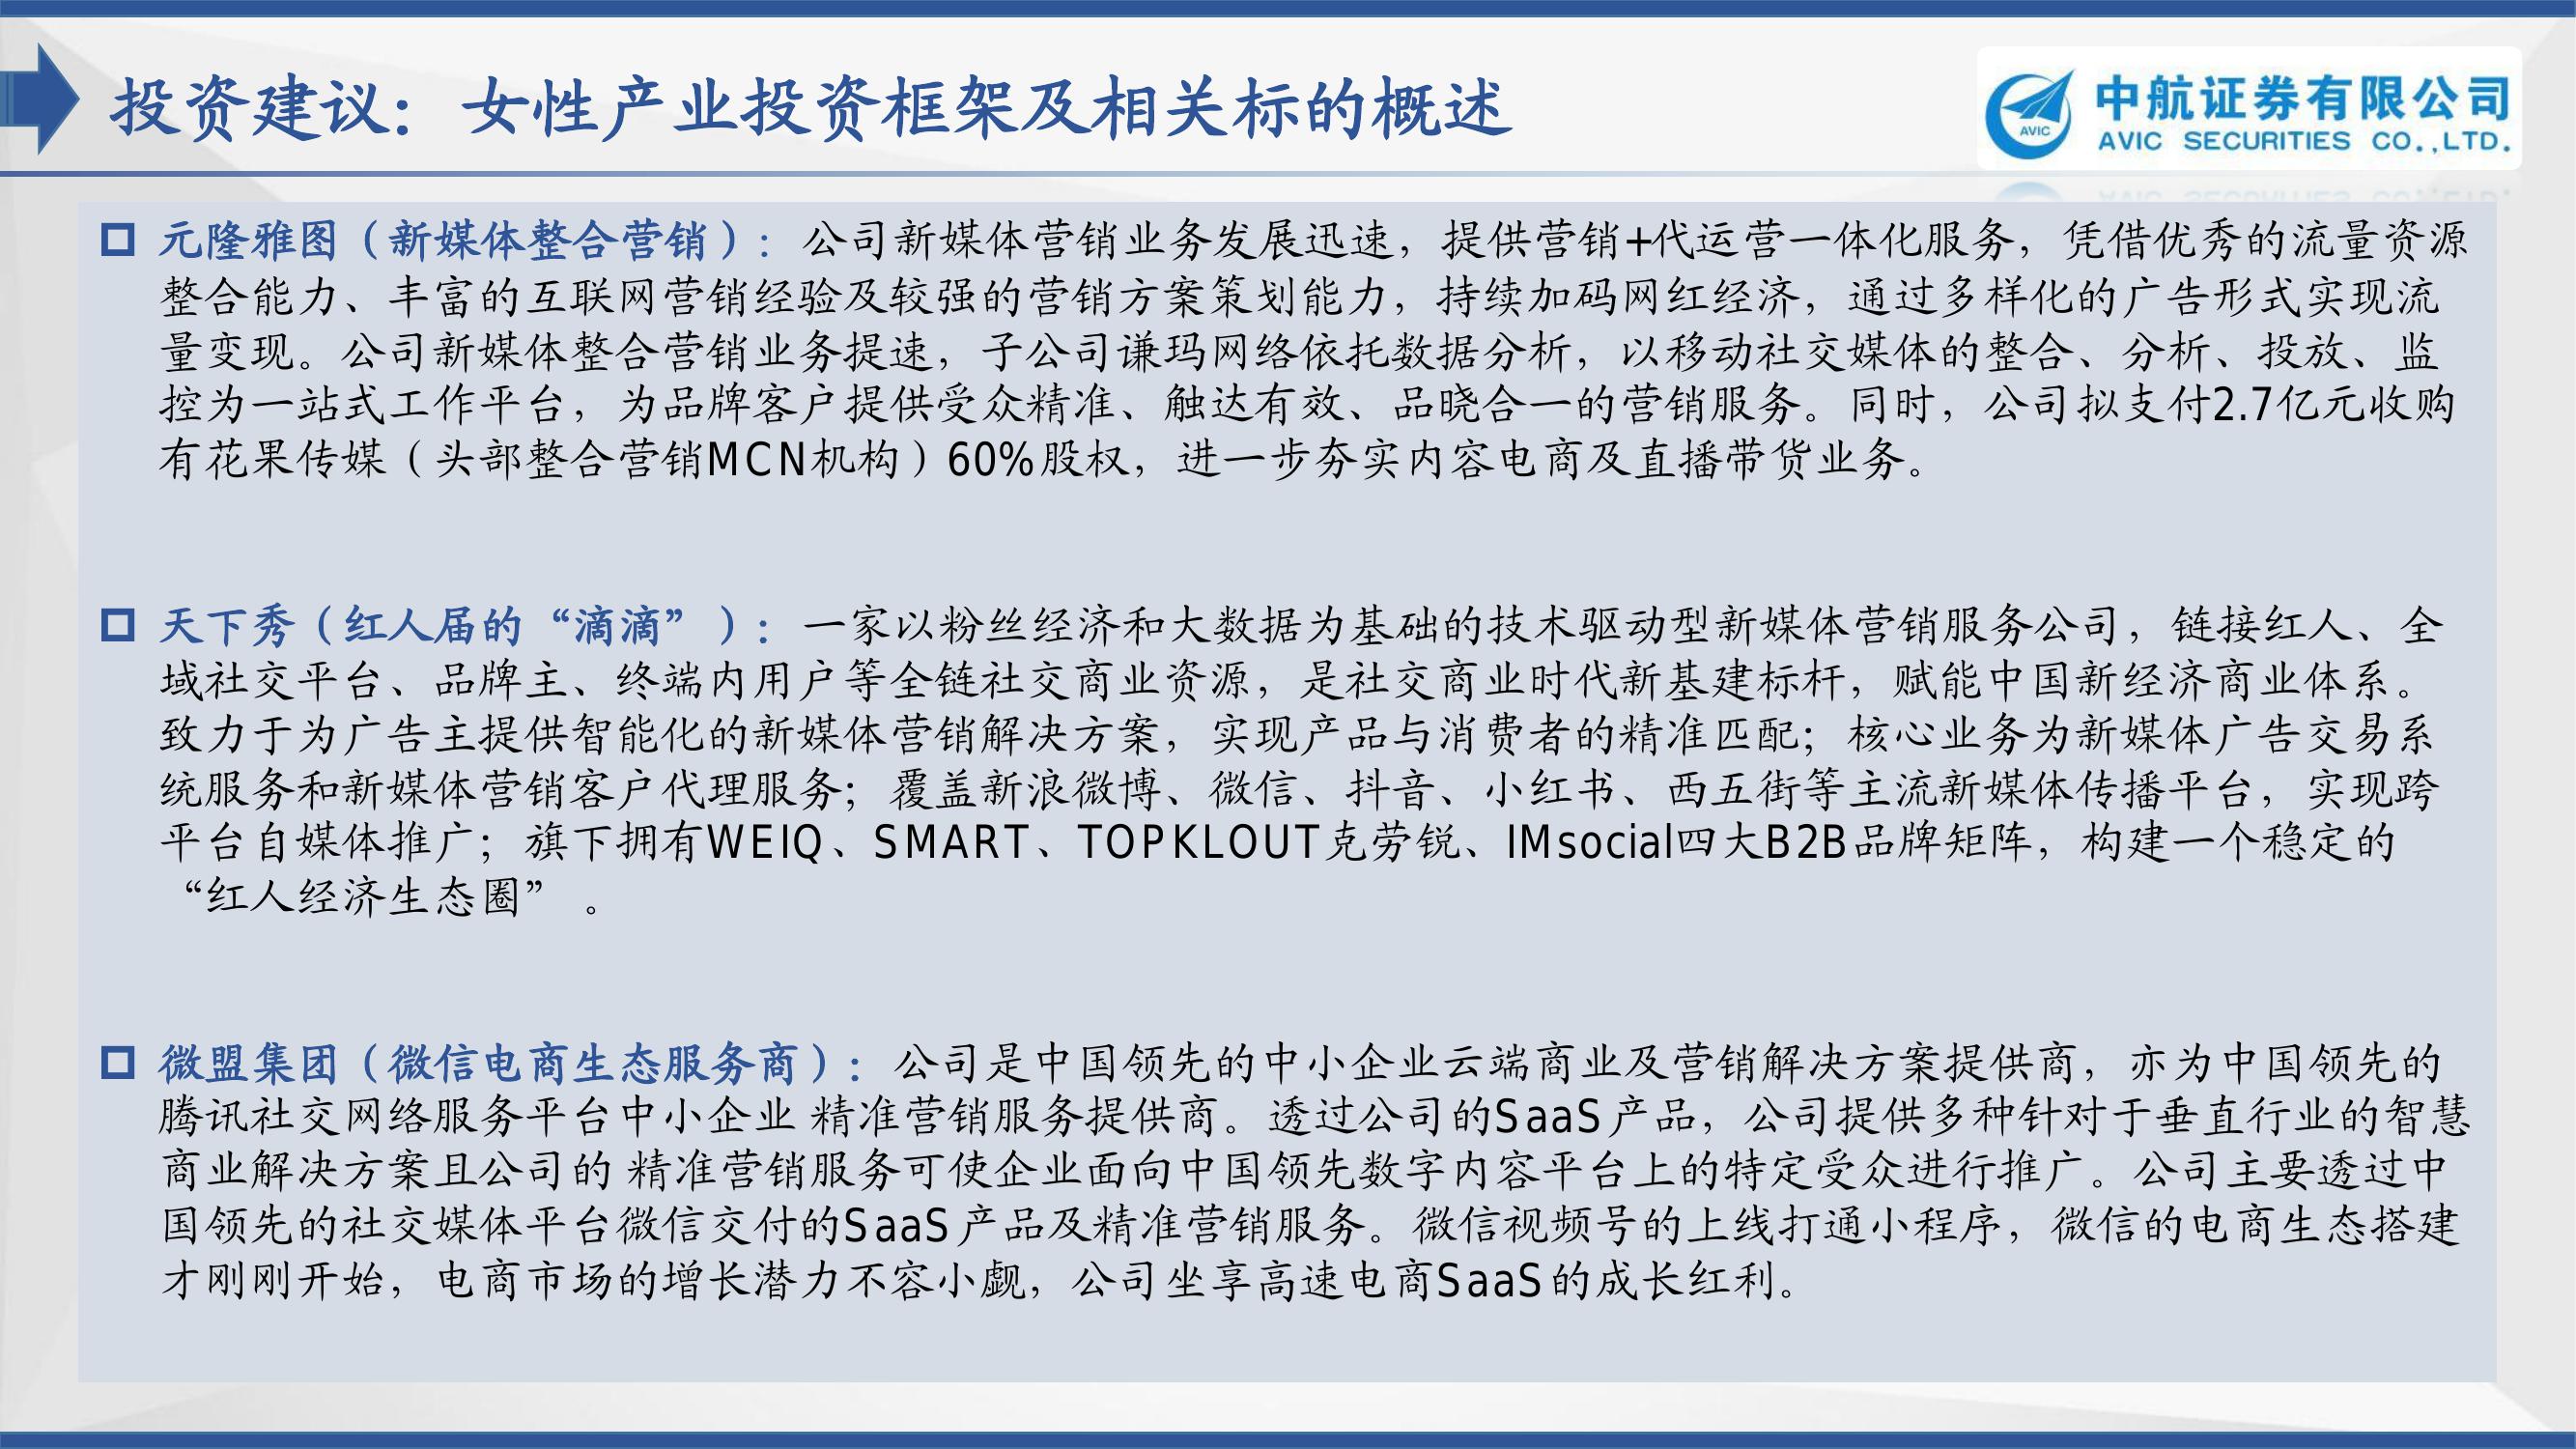 投资建议：女性产业投资框架及相关标的概述
中航证券有限公司
AVIC SECURITIES CO.,LTD.
AVIC
元隆雅图（新媒体整合营销）：公司新媒体营销业务发展迅速，提供营销+代运营一体化服务，凭借优秀的流量资源
整合能力、丰富的互联网营销经验及较强的营销方案策划能力，持续加码网红经济，通过多样化的广告形式实现流
量变现。公司新媒体整合营销业务提速，子公司谦玛网络依托数据分析，以移动社交媒体的整合、分析、投放、监
控为一站式工作平台，为品牌客户提供受众精准、触达有效、品晓合一的营销服务。同时，公司拟支付2.7亿元收购
有花果传媒（头部整合营销MCN机构）60%股权，进一步夯实内容电商及直播带货业务。
天下秀（红人届的“滴滴”）：一家以粉丝经济和大数据为基础的技术驱动型新媒体营销服务公司，链接红人、全
域社交平台、品牌主、终端内用户等全链社交商业资源，是社交商业时代新基建标杆，赋能中国新经济商业体系。
致力于为广告主提供智能化的新媒体营销解决方案，实现产品与消费者的精准匹配；核心业务为新媒体广告交易系
统服务和新媒体营销客户代理服务；覆盖新浪微博、微信、抖音、小红书、西五街等主流新媒体传播平台，实现跨
平台自媒体推广；旗下拥有WEIQ、SMART、TOPKLOUT克劳锐、IMsocial四大B2B品牌矩阵，构建一个稳定的
“红人经济生态圈” 。
微盟集团（微信电商生态服务商）：公司是中国领先的中小企业云端商业及营销解决方案提供商，亦为中国领先的
腾讯社交网络服务平台中小企业 精准营销服务提供商。透过公司的SaaS产品，公司提供多种针对于垂直行业的智慧
商业解决方案且公司的 精准营销服务可使企业面向中国领先数字内容平台上的特定受众进行推广。公司主要透过中
国领先的社交媒体平台微信交付的SaaS产品及精准营销服务。微信视频号的上线打通小程序，微信的电商生态搭建
才刚刚开始，电商市场的增长潜力不容小觑，公司坐享高速电商SaaS的成长红利。